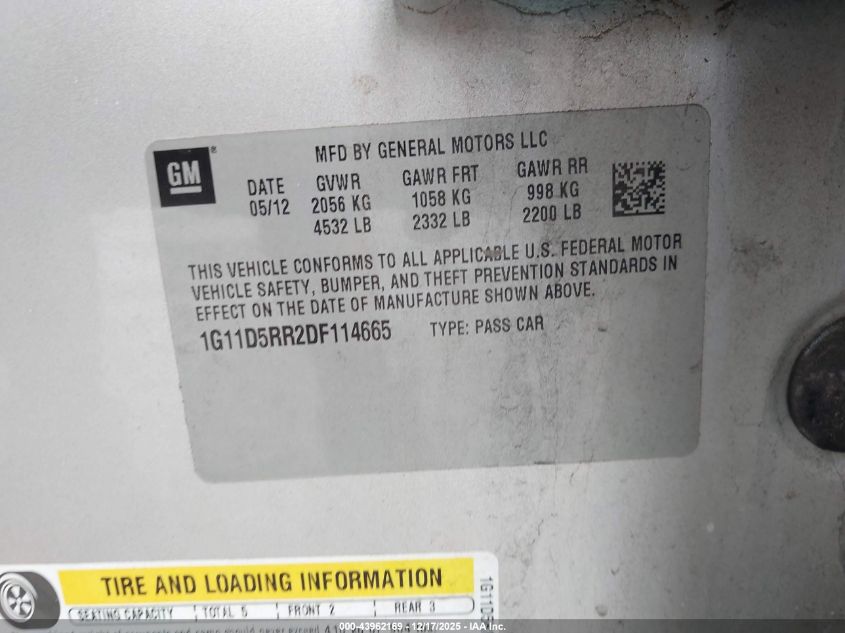 GM
MFD BY GENERAL MOTORS LLC
DATE GVWR GAWR FRT GAWR RR
05/12 2056 KG 1058 KG 998 KG
4532 LB 2332 LB 2200 LB
THIS VEHICLE CONFORMS TO ALL APPLICABLE U.S. FEDERAL MOTOR
VEHICLE SAFETY, BUMPER, AND THEFT PREVENTION STANDARDS IN
EFFECT ON THE DATE OF MANUFACTURE SHOWN ABOVE.
1G11D5RR2DF114665 TYPE: PASS CAR
TIRE AND LOADING INFORMATION
SEATING CAPACITY TOTAL 5 FRONT 2 REAR 3
1G11D5
000-43962169 - 12/17/2025 - © IAA Inc.